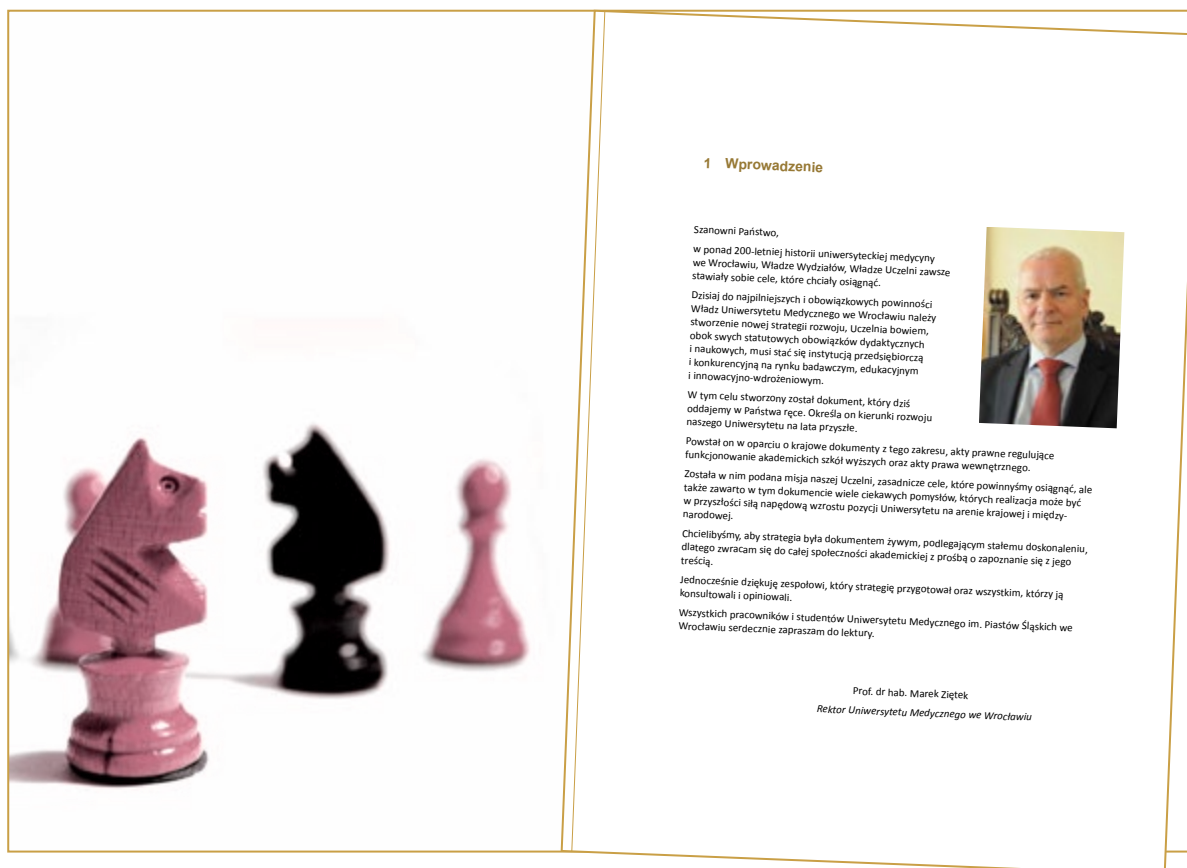 1 Wprowadzenie
Szanowni Państwo,
w ponad 200-letniej historii uniwersyteckiej medycyny
we Wrocławiu, Władze Wydziałów, Władze Uczelni zawsze
stawiały sobie cele, które chciały osiągnąć.
Dzisiaj do najpilniejszych i obowiązkowych powinności
Władz Uniwersytetu Medycznego we Wrocławiu należy
stworzenie nowej strategii rozwoju, Uczelnia bowiem,
obok swych statutowych obowiązków dydaktycznych
i naukowych, musi stać się instytucją przedsiębiorczą
i konkurencyjną na rynku badawczym, edukacyjnym
i innowacyjno-wdrożeniowym.
W tym celu stworzony został dokument, który dziś
oddajemy w Państwa ręce. Określa on kierunki rozwoju
naszego Uniwersytetu na lata przyszłe.
Powstał on w oparciu o krajowe dokumenty z tego zakresu, akty prawne regulujące
funkcjonowanie akademickich szkół wyższych oraz akty prawa wewnętrznego.
Została w nim podana misja naszej Uczelni, zasadnicze cele, które powinnyśmy osiągnąć, ale
także zawarto w tym dokumencie wiele ciekawych pomysłów, których realizacja może być
w przyszłości siłą napędową wzrostu pozycji Uniwersytetu na arenie krajowej i między-
narodowej.
Chcielibyśmy, aby strategia była dokumentem żywym, podlegającym stałemu doskonaleniu,
dlatego zwracam się do całej społeczności akademickiej z prośbą o zapoznanie się z jego
treścią.
Jednocześnie dziękuję zespołowi, który strategię przygotował oraz wszystkim, którzy ją
konsultowali i opiniowali.
Wszystkich pracowników i studentów Uniwersytetu Medycznego im. Piastów Śląskich we
Wrocławiu serdecznie zapraszam do lektury.
Prof. dr hab. Marek Ziętek
Rektor Uniwersytetu Medycznego we Wrocławiu